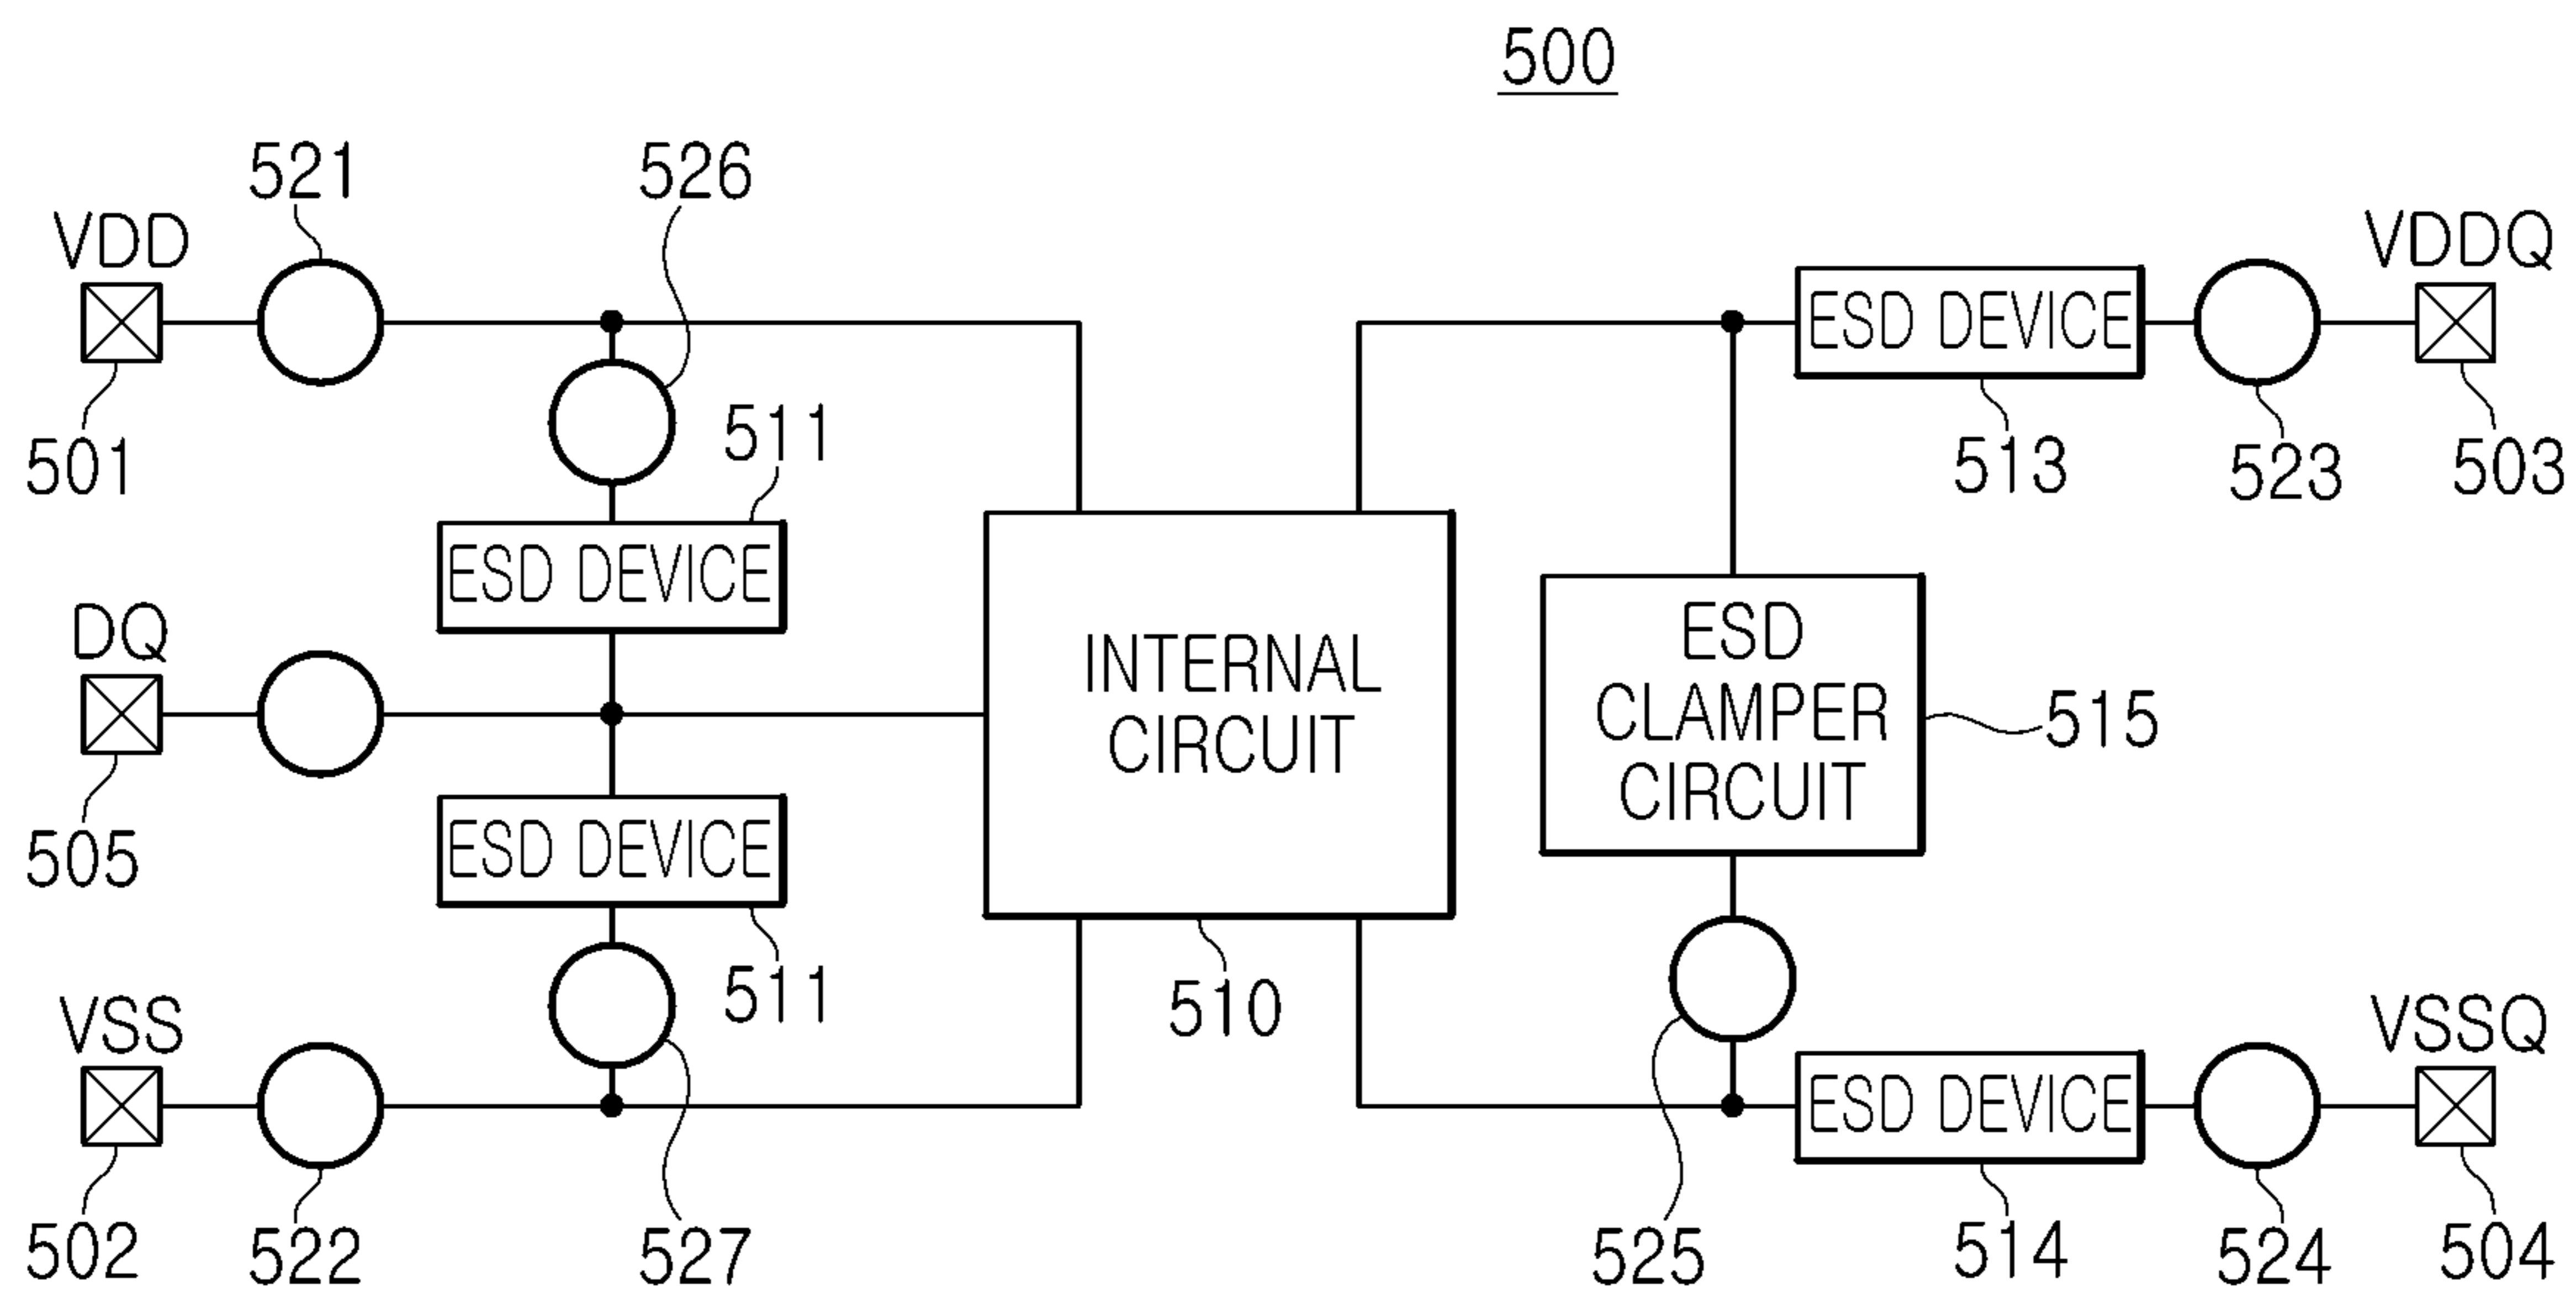 500
521
526
VDD
VDDQ
ESD DEVICE
501
511
513
523
503
ESD DEVICE
DQ
INTERNAL
CIRCUIT
ESD
CLAMPER
CIRCUIT
515
505
ESD DEVICE
511
510
VSS
VSSQ
ESD DEVICE
502
522
527
525
514
524
504